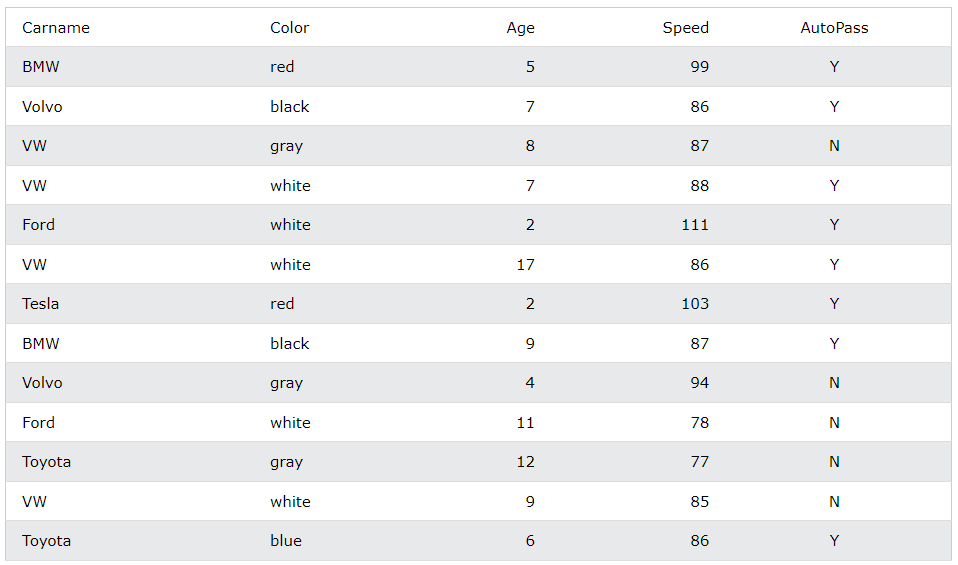 Carname Color Age Speed AutoPass
BMW red 5 99 Y
Volvo black 7 86 Y
VW gray 8 87 N
VW white 7 88 Y
Ford white 2 111 Y
VW white 17 86 Y
Tesla red 2 103 Y
BMW black 9 87 Y
Volvo gray 4 94 N
Ford white 11 78 N
Toyota gray 12 77 N
VW white 9 85 N
Toyota blue 6 86 Y